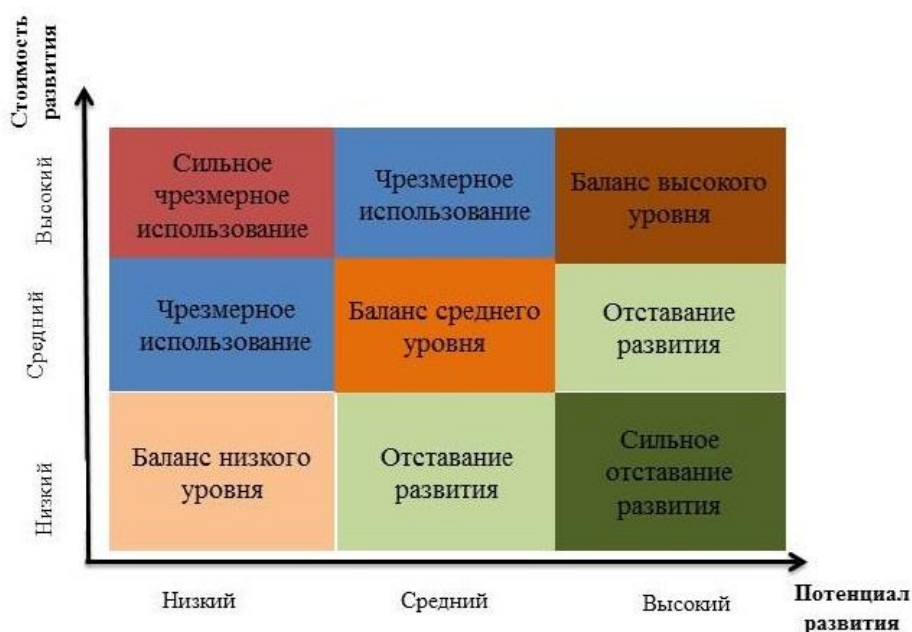 Стоимость
развития
Высокий
Средний
Низкий
Сильное
чрезмерное
использование
Чрезмерное
использование
Баланс высокого
уровня
Чрезмерное
использование
Баланс среднего
уровня
Отставание
развития
Баланс низкого
уровня
Отставание
развития
Сильное
отставание
развития
Низкий
Средний
Высокий
Потенциал
развития